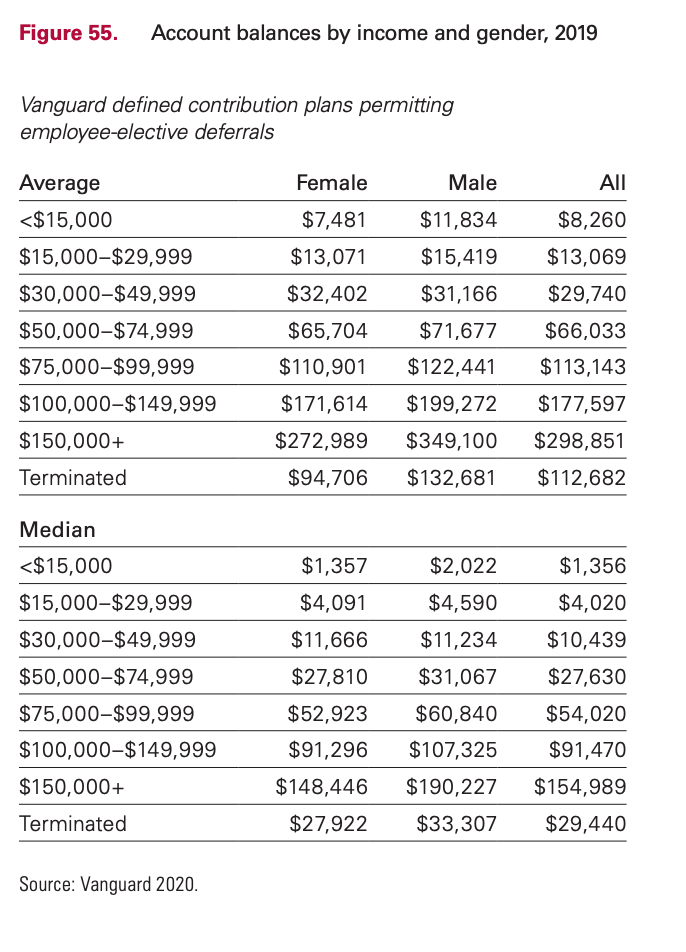 Figure 55. Account balances by income and gender, 2019
Vanguard defined contribution plans permitting
employee-elective deferrals
Average Female Male All
<$15,000 $7,481 $11,834 $8,260
$15,000–$29,999 $13,071 $15,419 $13,069
$30,000–$49,999 $32,402 $31,166 $29,740
$50,000–$74,999 $65,704 $71,677 $66,033
$75,000–$99,999 $110,901 $122,441 $113,143
$100,000–$149,999 $171,614 $199,272 $177,597
$150,000+ $272,989 $349,100 $298,851
Terminated $94,706 $132,681 $112,682
Median
<$15,000 $1,357 $2,022 $1,356
$15,000–$29,999 $4,091 $4,590 $4,020
$30,000–$49,999 $11,666 $11,234 $10,439
$50,000–$74,999 $27,810 $31,067 $27,630
$75,000–$99,999 $52,923 $60,840 $54,020
$100,000–$149,999 $91,296 $107,325 $91,470
$150,000+ $148,446 $190,227 $154,989
Terminated $27,922 $33,307 $29,440
Source: Vanguard 2020.